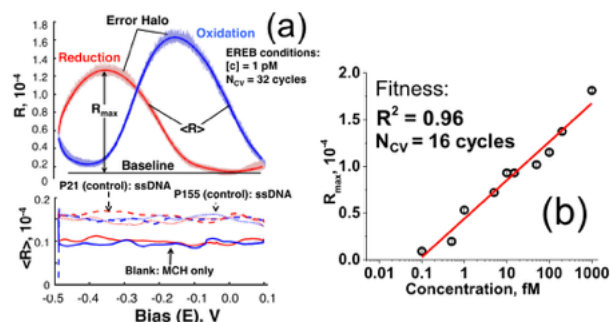 (a)
Error Halo
Reduction
Oxidation
EREB conditions:
[c] = 1 pM
N_CV = 32 cycles
R, 10⁻⁴
1.8
1.6
1.4
1.2
1.0
0.8
0.6
0.4
0.2
R_max
<R>
Baseline
P21 (control): ssDNA
P155 (control): ssDNA
<R>, 10⁻⁴
0.2
0.1
0
Blank: MCH only
-0.5 -0.4 -0.3 -0.2 -0.1 0.0 0.1
Bias (E), V
Fitness:
R² = 0.96
N_CV = 16 cycles
(b)
R_max, 10⁻⁴
2.0
1.5
1.0
0.5
0.0
0.01 0.1 1 10 100 1000
Concentration, fM